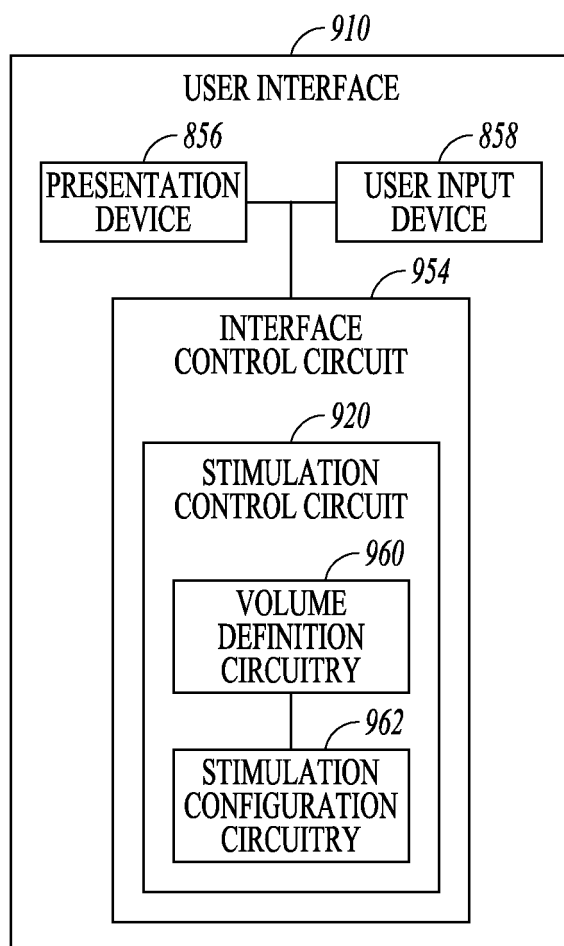 910
USER INTERFACE
856
PRESENTATION
DEVICE
858
USER INPUT
DEVICE
954
INTERFACE
CONTROL CIRCUIT
920
STIMULATION
CONTROL CIRCUIT
960
VOLUME
DEFINITION
CIRCUITRY
962
STIMULATION
CONFIGURATION
CIRCUITRY